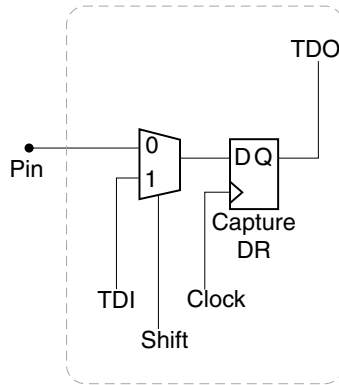 TDO
0
D Q
Pin
1
Capture
DR
TDI
Clock
Shift